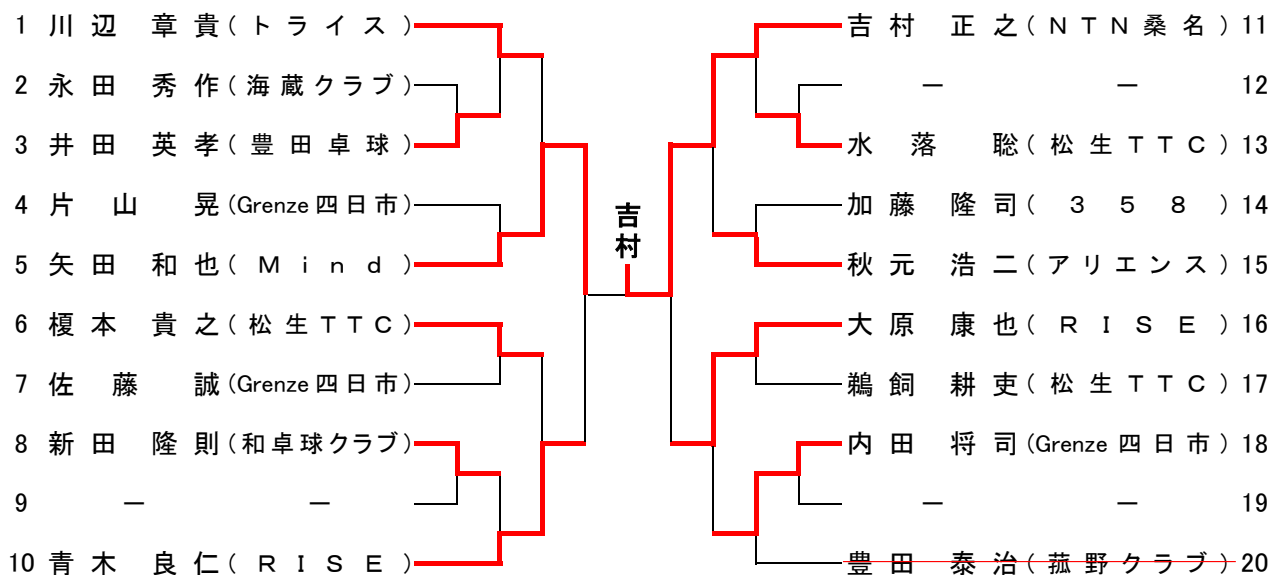 1 川辺 章貴(トライス)
2 永田 秀作(海蔵クラブ)
3 井田 英孝(豊田卓球)
4 片山 晃(Grenze四日市)
5 矢田 和也(Mind)
6 榎本 貴之(松生TTC)
7 佐藤 誠(Grenze四日市)
8 新田 隆則(和卓球クラブ)
9 － －
10 青木 良仁(RISE)
吉村
吉村 正之(NTN桑名) 11
－ － 12
水落 聡(松生TTC) 13
加藤 隆司(358) 14
秋元 浩二(アリエンス) 15
大原 康也(RISE) 16
鵜飼 耕吏(松生TTC) 17
内田 将司(Grenze四日市) 18
－ － 19
豊田 泰治(菰野クラブ) 20